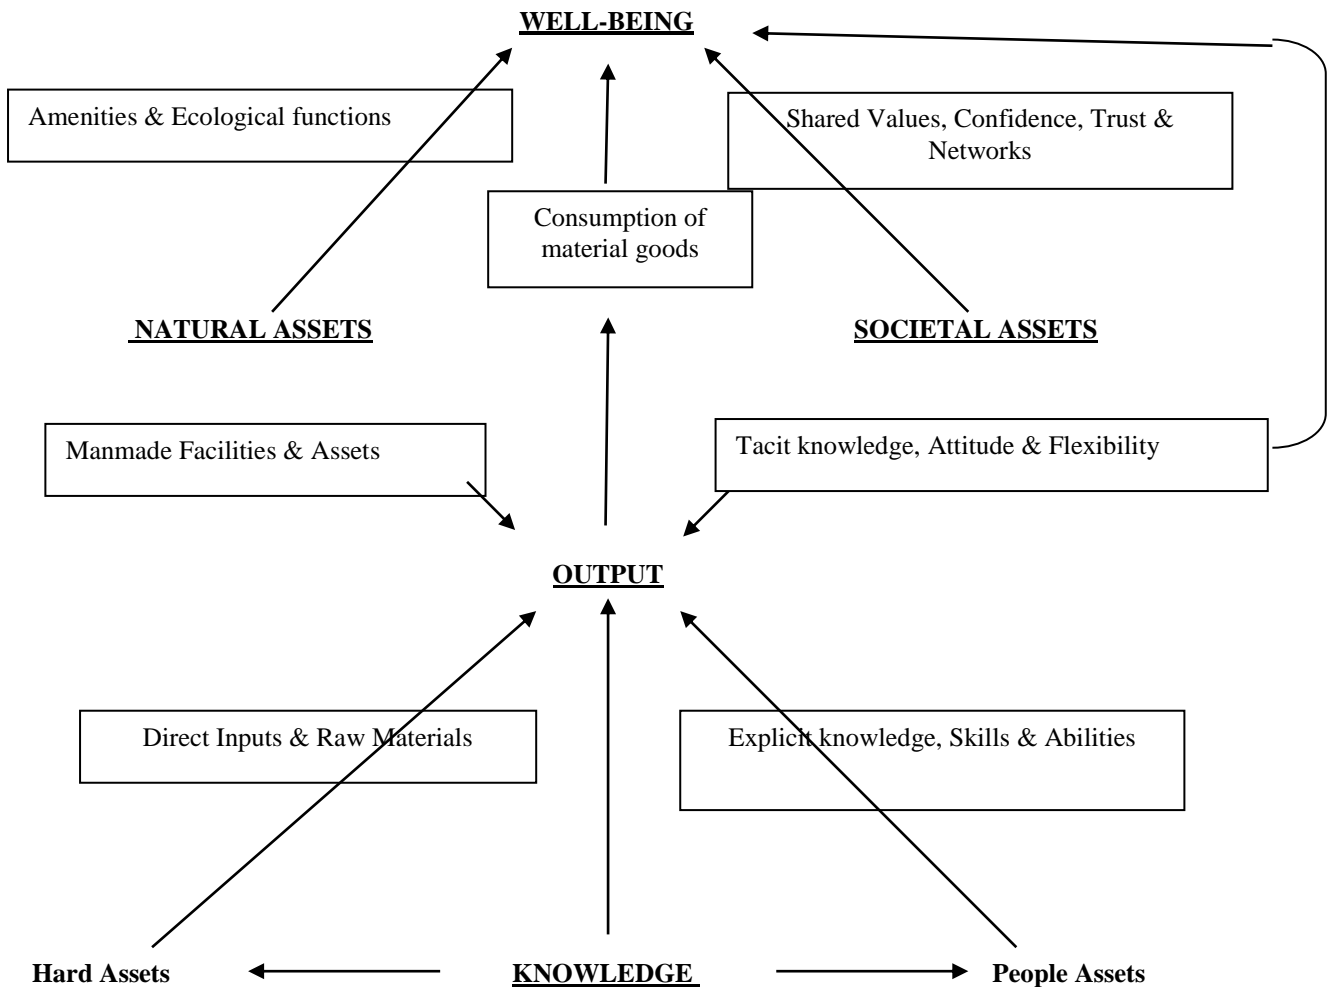 WELL-BEING
Amenities & Ecological functions
Shared Values, Confidence, Trust &
Networks
Consumption of
material goods
NATURAL ASSETS
SOCIETAL ASSETS
Manmade Facilities & Assets
Tacit knowledge, Attitude & Flexibility
OUTPUT
Direct Inputs & Raw Materials
Explicit knowledge, Skills & Abilities
Hard Assets
KNOWLEDGE
People Assets